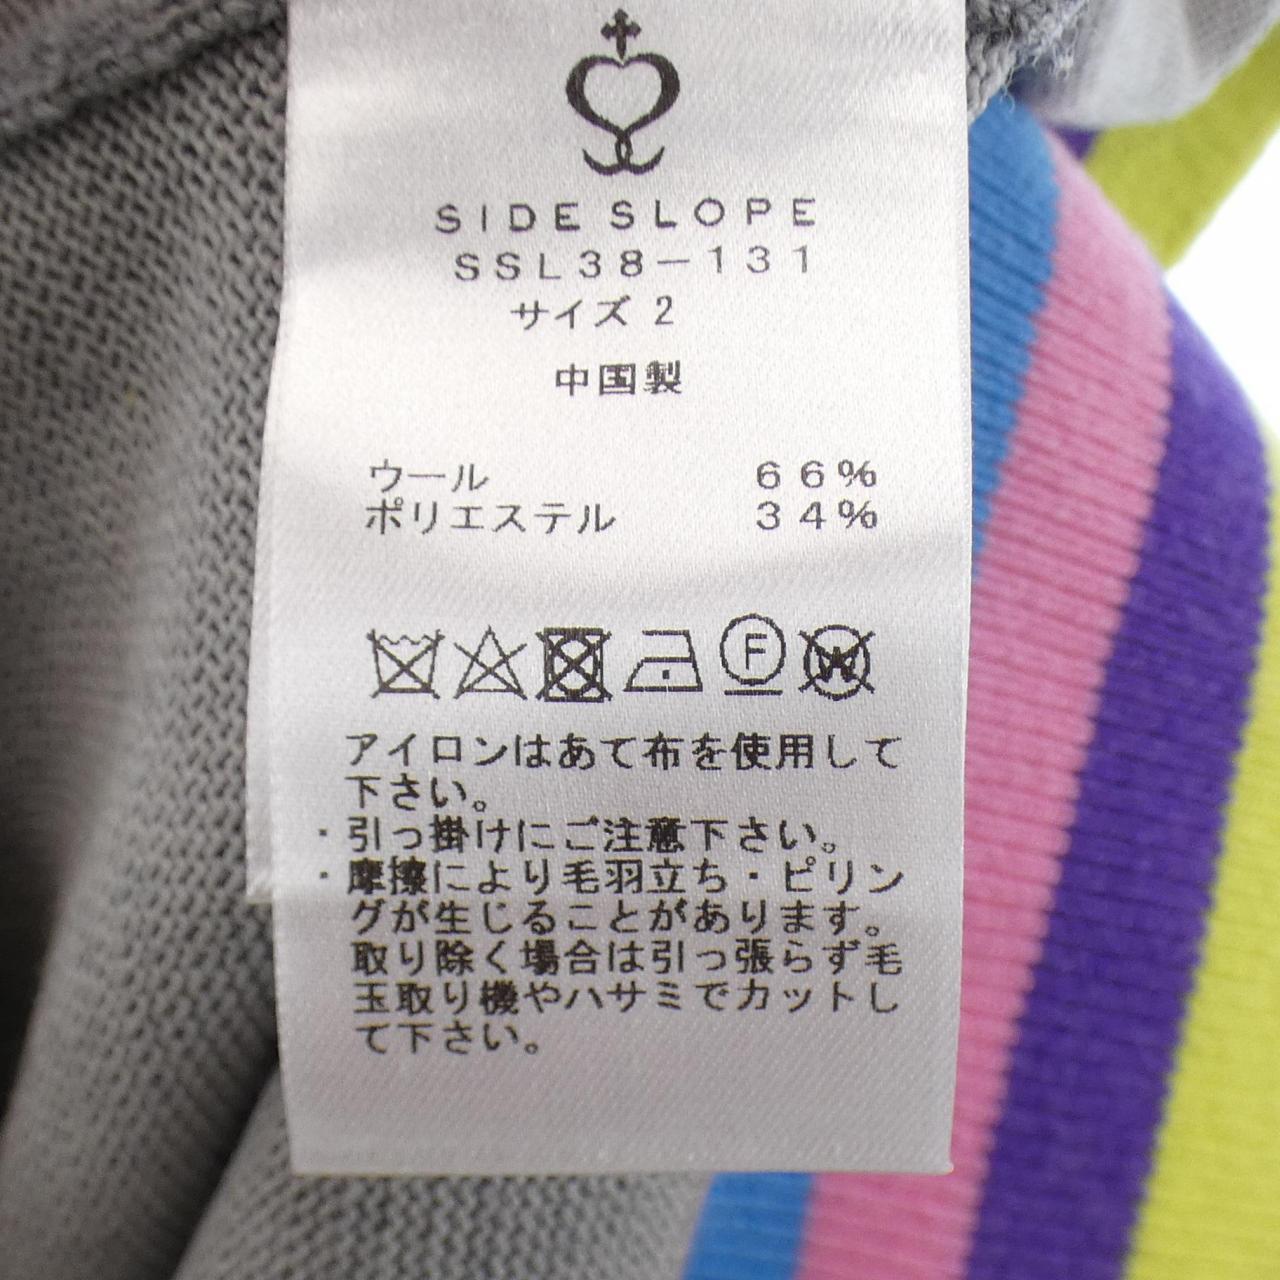 SIDE SLOPE
SSL38-131
サイズ 2
中国製
ウール 66%
ポリエステル 34%
F
W
アイロンはあて布を使用して
下さい。
・引っ掛けにご注意下さい。
・摩擦により毛羽立ち・ピリン
グが生じることがあります。
取り除く場合は引っ張らず毛
玉取り機やハサミでカットし
て下さい。